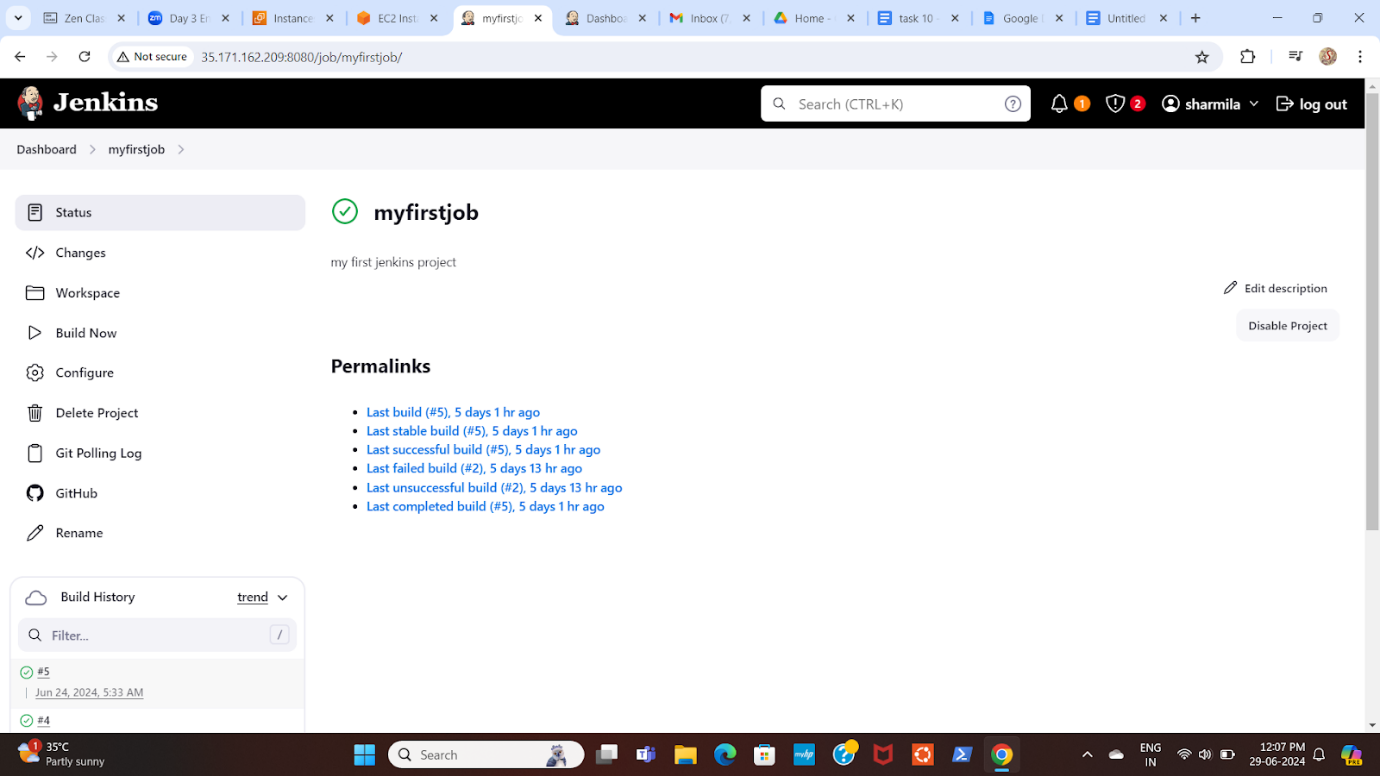 Zen Clas
Day 3 Er
Instance
EC2 Inst
myfirstjo
Dashboa
Inbox (7
Home -
task 10 -
Google
Untitled
Not secure
35.171.162.209:8080/job/myfirstjob/
Jenkins
Search (CTRL+K)
?
1
2
sharmila
log out
Dashboard
myfirstjob
Status
Changes
Workspace
Build Now
Configure
Delete Project
Git Polling Log
GitHub
Rename
myfirstjob
my first jenkins project
Edit description
Disable Project
Permalinks
Last build (#5), 5 days 1 hr ago
Last stable build (#5), 5 days 1 hr ago
Last successful build (#5), 5 days 1 hr ago
Last failed build (#2), 5 days 13 hr ago
Last unsuccessful build (#2), 5 days 13 hr ago
Last completed build (#5), 5 days 1 hr ago
Build History
trend
Filter...
/
#5
Jun 24, 2024, 5:33 AM
#4
1
35°C
Partly sunny
Search
ENG
IN
12:07 PM
29-06-2024